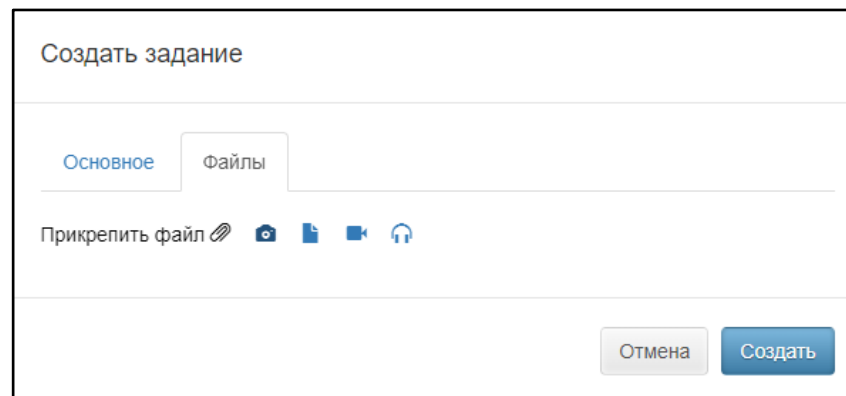 Создать задание
Основное Файлы
Прикрепить файл
Отмена Создать